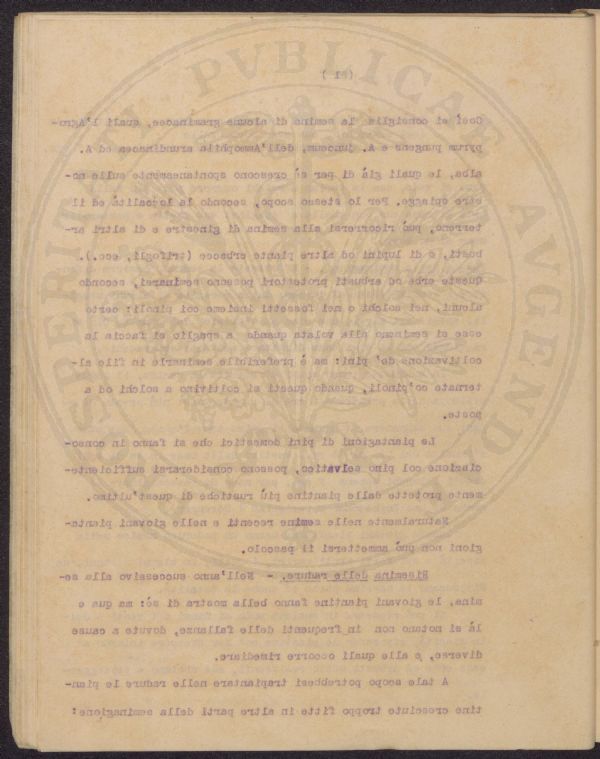 (61)
Così si consiglia la semina di alcune graminacee, quali l'Agro-
pyrum pungens e A. junceum, dell'Ammophila arundinacea ed A.
alba, le quali già di per sè crescono spontaneamente sulle no-
stre spiagge. Per lo stesso scopo, secondo le località ed il
terreno, può ricorrersi alla semina di ginestre e di altri ar-
busti, e di lupini od altre piante erbacee (trifogli, ecc.).
queste erbe od arbusti protettori possono seminarsi, secondo
alcuni, nei solchi o nei fossetti insieme coi pinoli: certo
esse si seminano alla volata quando a spaglio si faccia la
coltivazione de' pini: ma è preferibile seminarle in file al-
ternate co' pinoli, quando questi si coltivino a solchi od a
poste.
Le piantagioni di pini domestici che si fanno in conso-
ciazione col pino selvatico, possono considerarsi sufficiente-
mente protette dalle piantine più rustiche di quest'ultimo.
Naturalmente nelle semine recenti e nelle giovani pianta-
gioni non può ammettersi il pascolo.
Risemina delle radure. - Nell'anno successivo alla se-
mina, le giovani piantine fanno bella mostra di sè: ma qua e
là si notano non infrequenti delle fallanze, dovute a cause
diverse, e alle quali occorre rimediare.
A tale scopo potrebbesi trapiantare nelle radure le pian-
tine cresciute troppo fitte in altre parti della seminagione:
PROSPERITATI PVBLICAE AVGENDAE